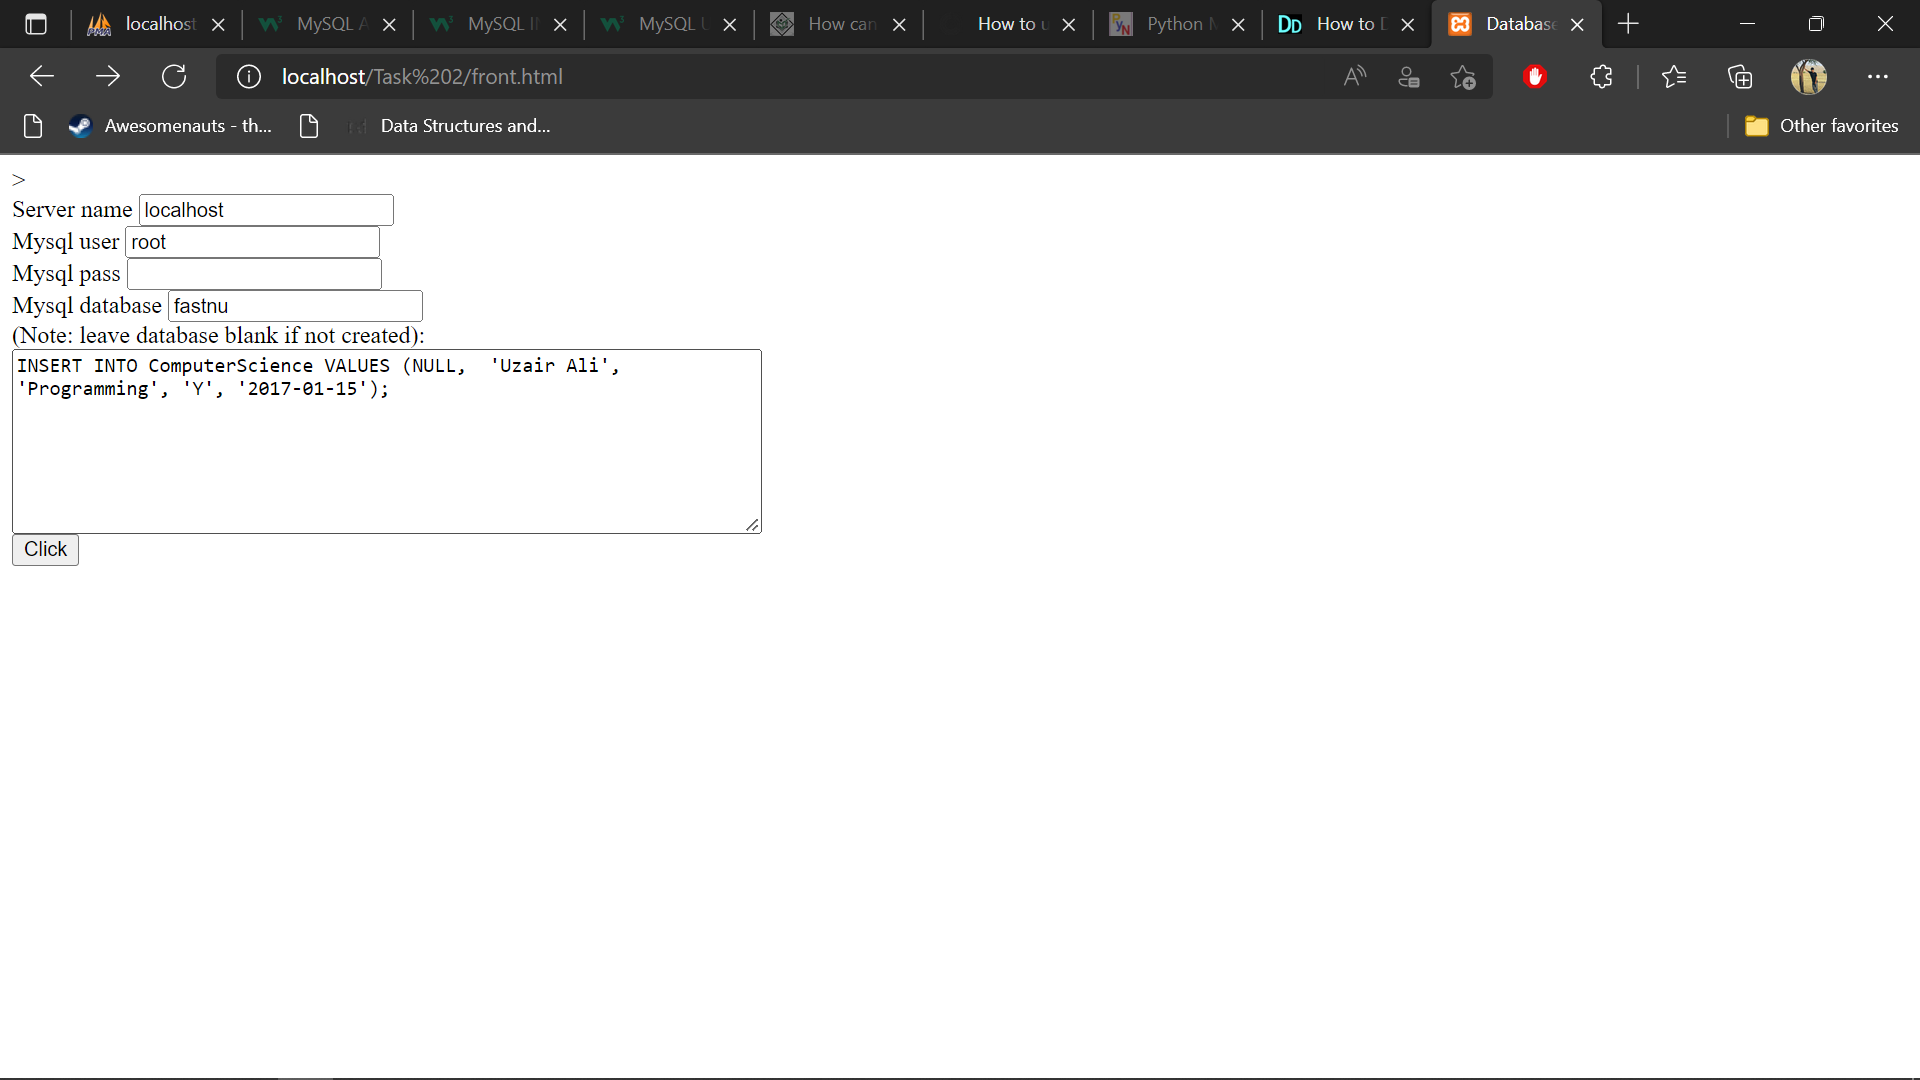 localhost
MySQL A
MySQL I
MySQL U
How can
How to u
Python M
DD How to D
Database
localhost/Task%202/front.html
Awesomenauts - th...
Data Structures and...
Other favorites
>
Server name localhost
Mysql user root
Mysql pass
Mysql database fastnu
(Note: leave database blank if not created):
INSERT INTO ComputerScience VALUES (NULL,  'Uzair Ali',
'Programming', 'Y', '2017-01-15');
Click